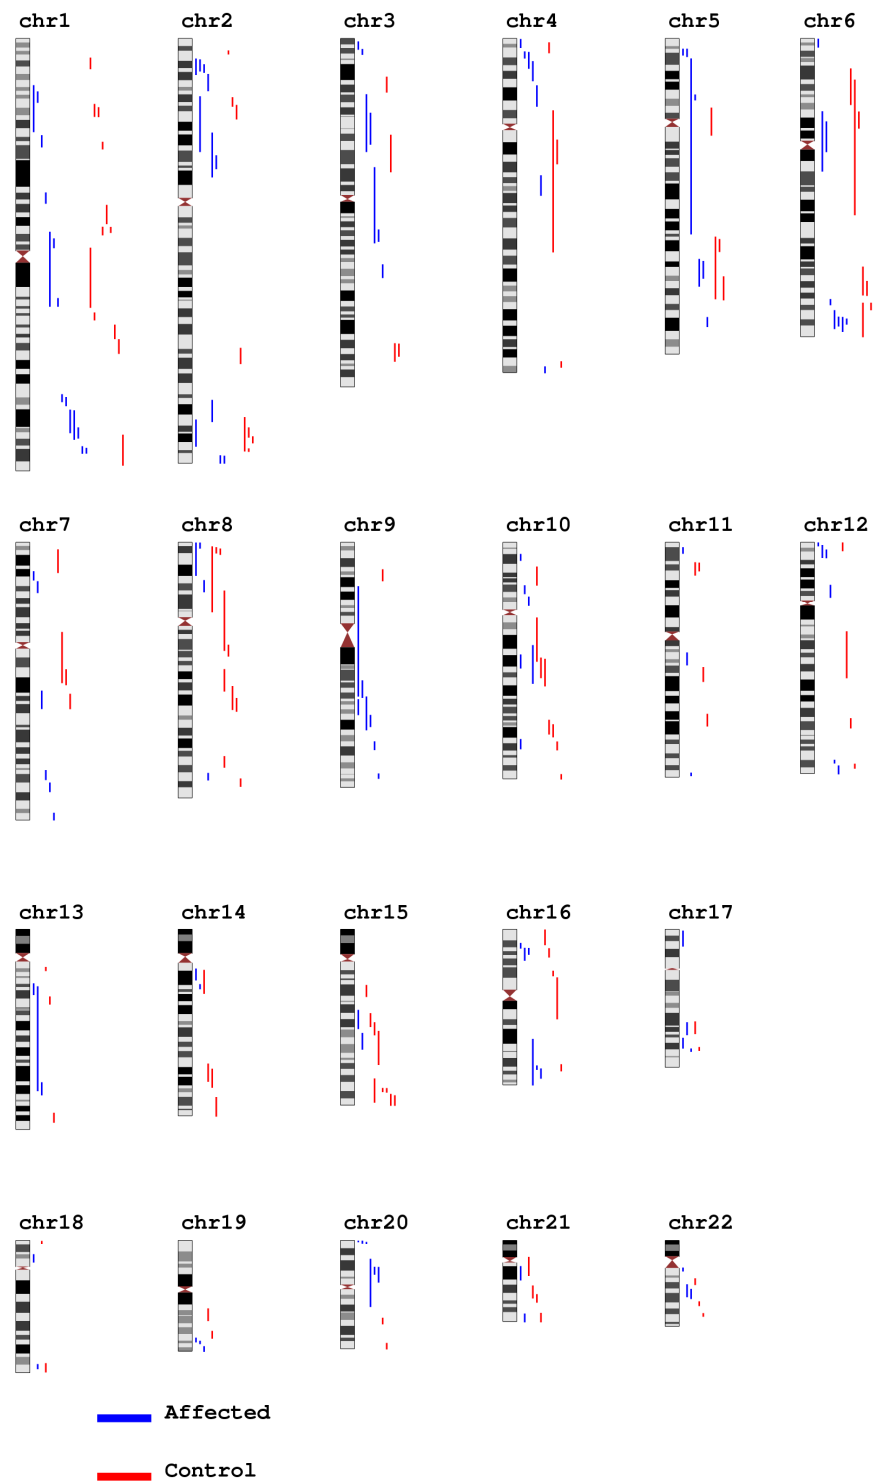 chr1 chr2 chr3 chr4 chr5 chr6
chr7 chr8 chr9 chr10 chr11 chr12
chr13 chr14 chr15 chr16 chr17
chr18 chr19 chr20 chr21 chr22
Affected
Control